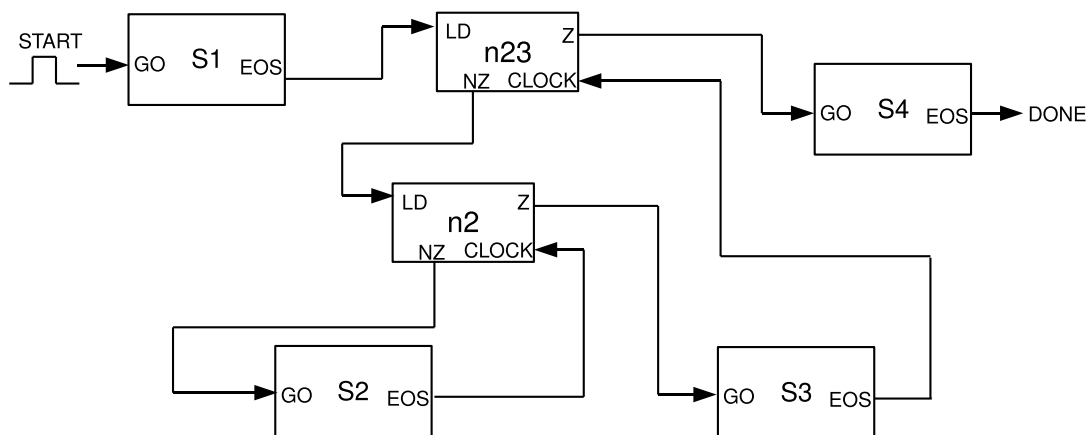 START
GO S1 EOS
LD n23 Z
NZ CLOCK
GO S4 EOS
DONE
LD n2 Z
NZ CLOCK
GO S2 EOS
GO S3 EOS